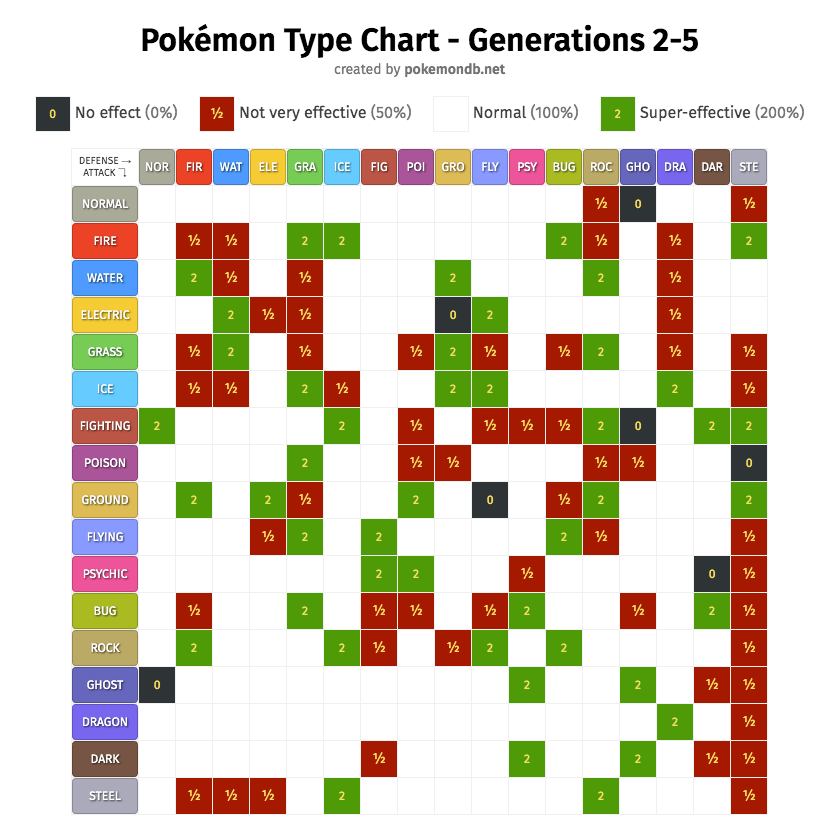 Pokémon Type Chart - Generations 2-5
created by pokemondb.net
0 No effect (0%) ½ Not very effective (50%) Normal (100%) 2 Super-effective (200%)
DEFENSE →
ATTACK ↴
NOR FIR WAT ELE GRA ICE FIG POI GRO FLY PSY BUG ROC GHO DRA DAR STE
NORMAL ½ 0 ½
FIRE ½ ½ 2 2 2 ½ ½ 2
WATER 2 ½ ½ 2 2 ½
ELECTRIC 2 ½ ½ 0 2 ½
GRASS ½ 2 ½ ½ 2 ½ ½ 2 ½ ½
ICE ½ ½ 2 ½ 2 2 2 ½
FIGHTING 2 2 ½ ½ ½ ½ 2 0 2 2
POISON 2 ½ ½ ½ ½ 0
GROUND 2 2 ½ 2 0 ½ 2 2
FLYING ½ 2 2 2 ½ ½
PSYCHIC 2 2 ½ 0 ½
BUG ½ 2 ½ ½ ½ 2 ½ 2 ½
ROCK 2 2 ½ ½ 2 2 ½
GHOST 0 2 2 ½ ½
DRAGON 2 ½
DARK ½ 2 2 ½ ½
STEEL ½ ½ ½ 2 2 ½